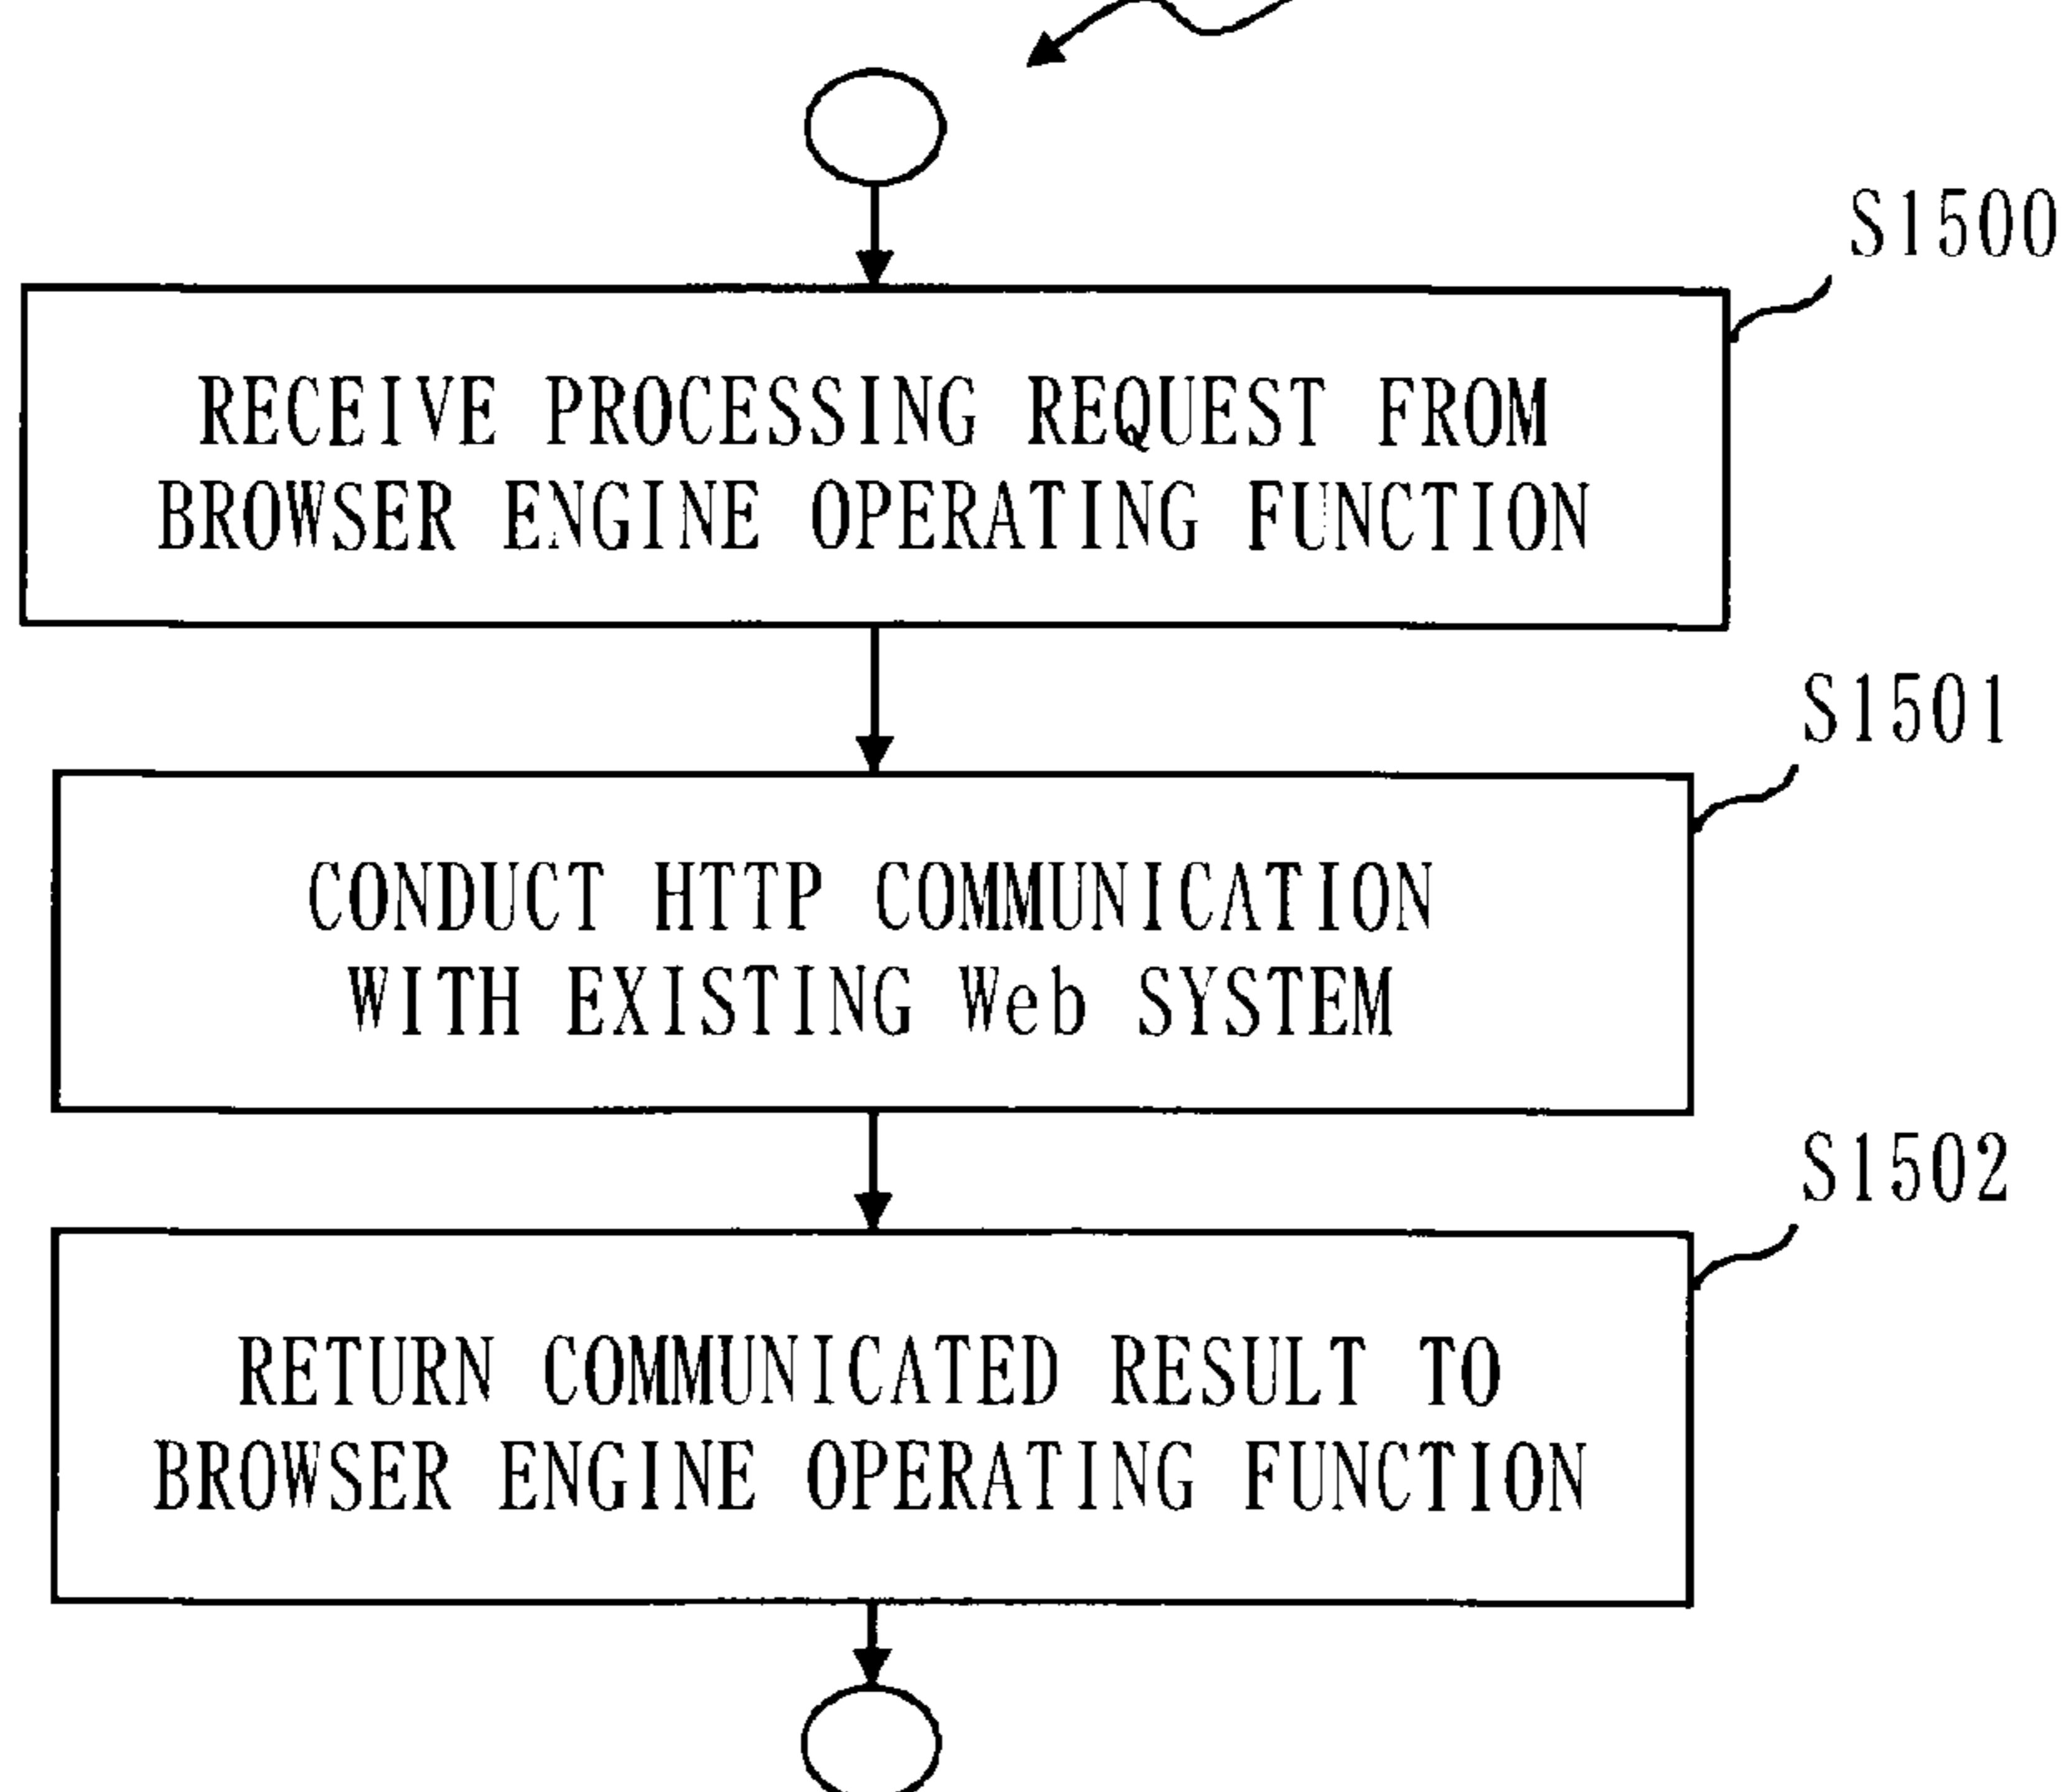 S1500
RECEIVE PROCESSING REQUEST FROM
BROWSER ENGINE OPERATING FUNCTION
S1501
CONDUCT HTTP COMMUNICATION
WITH EXISTING Web SYSTEM
S1502
RETURN COMMUNICATED RESULT TO
BROWSER ENGINE OPERATING FUNCTION